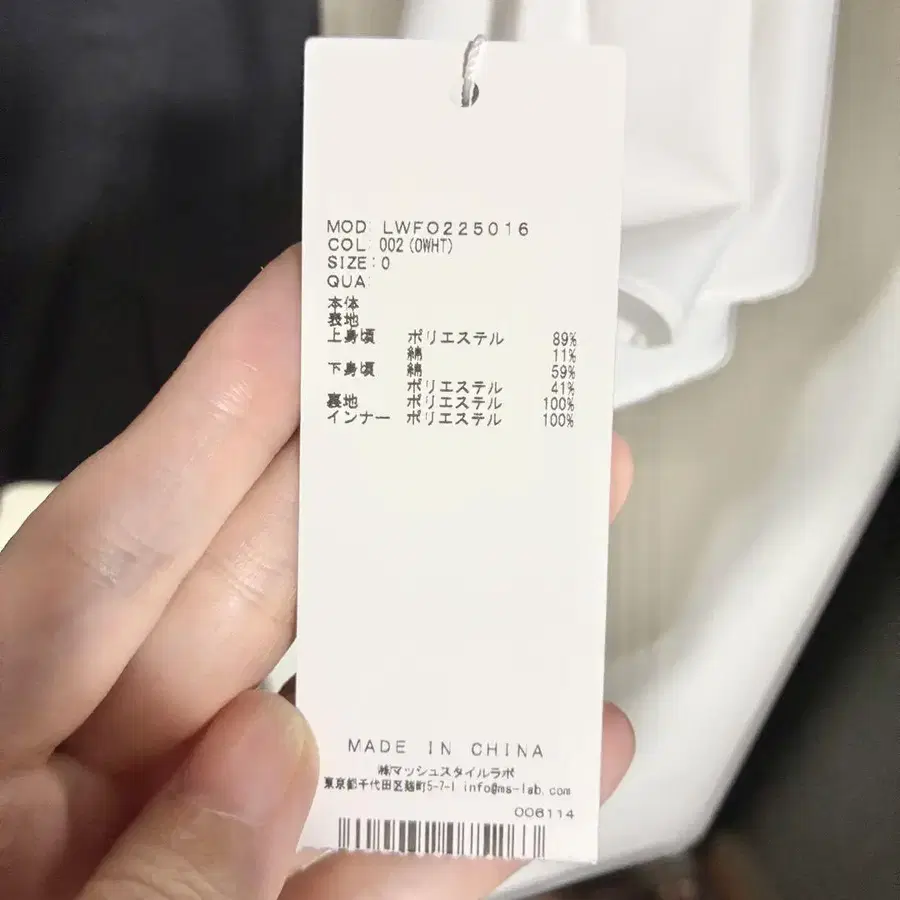 MOD: LWFO225016
COL: 002(OWHT)
SIZE:0
QUA:
本体
表地
上身頃 ポリエステル 89%
綿 11%
下身頃 綿 59%
ポリエステル 41%
裏地 ポリエステル 100%
インナー ポリエステル 100%
MADE IN CHINA
㈱マッシュスタイルラボ
東京都千代田区麹町5-7-1 info@ms-lab.com
006114